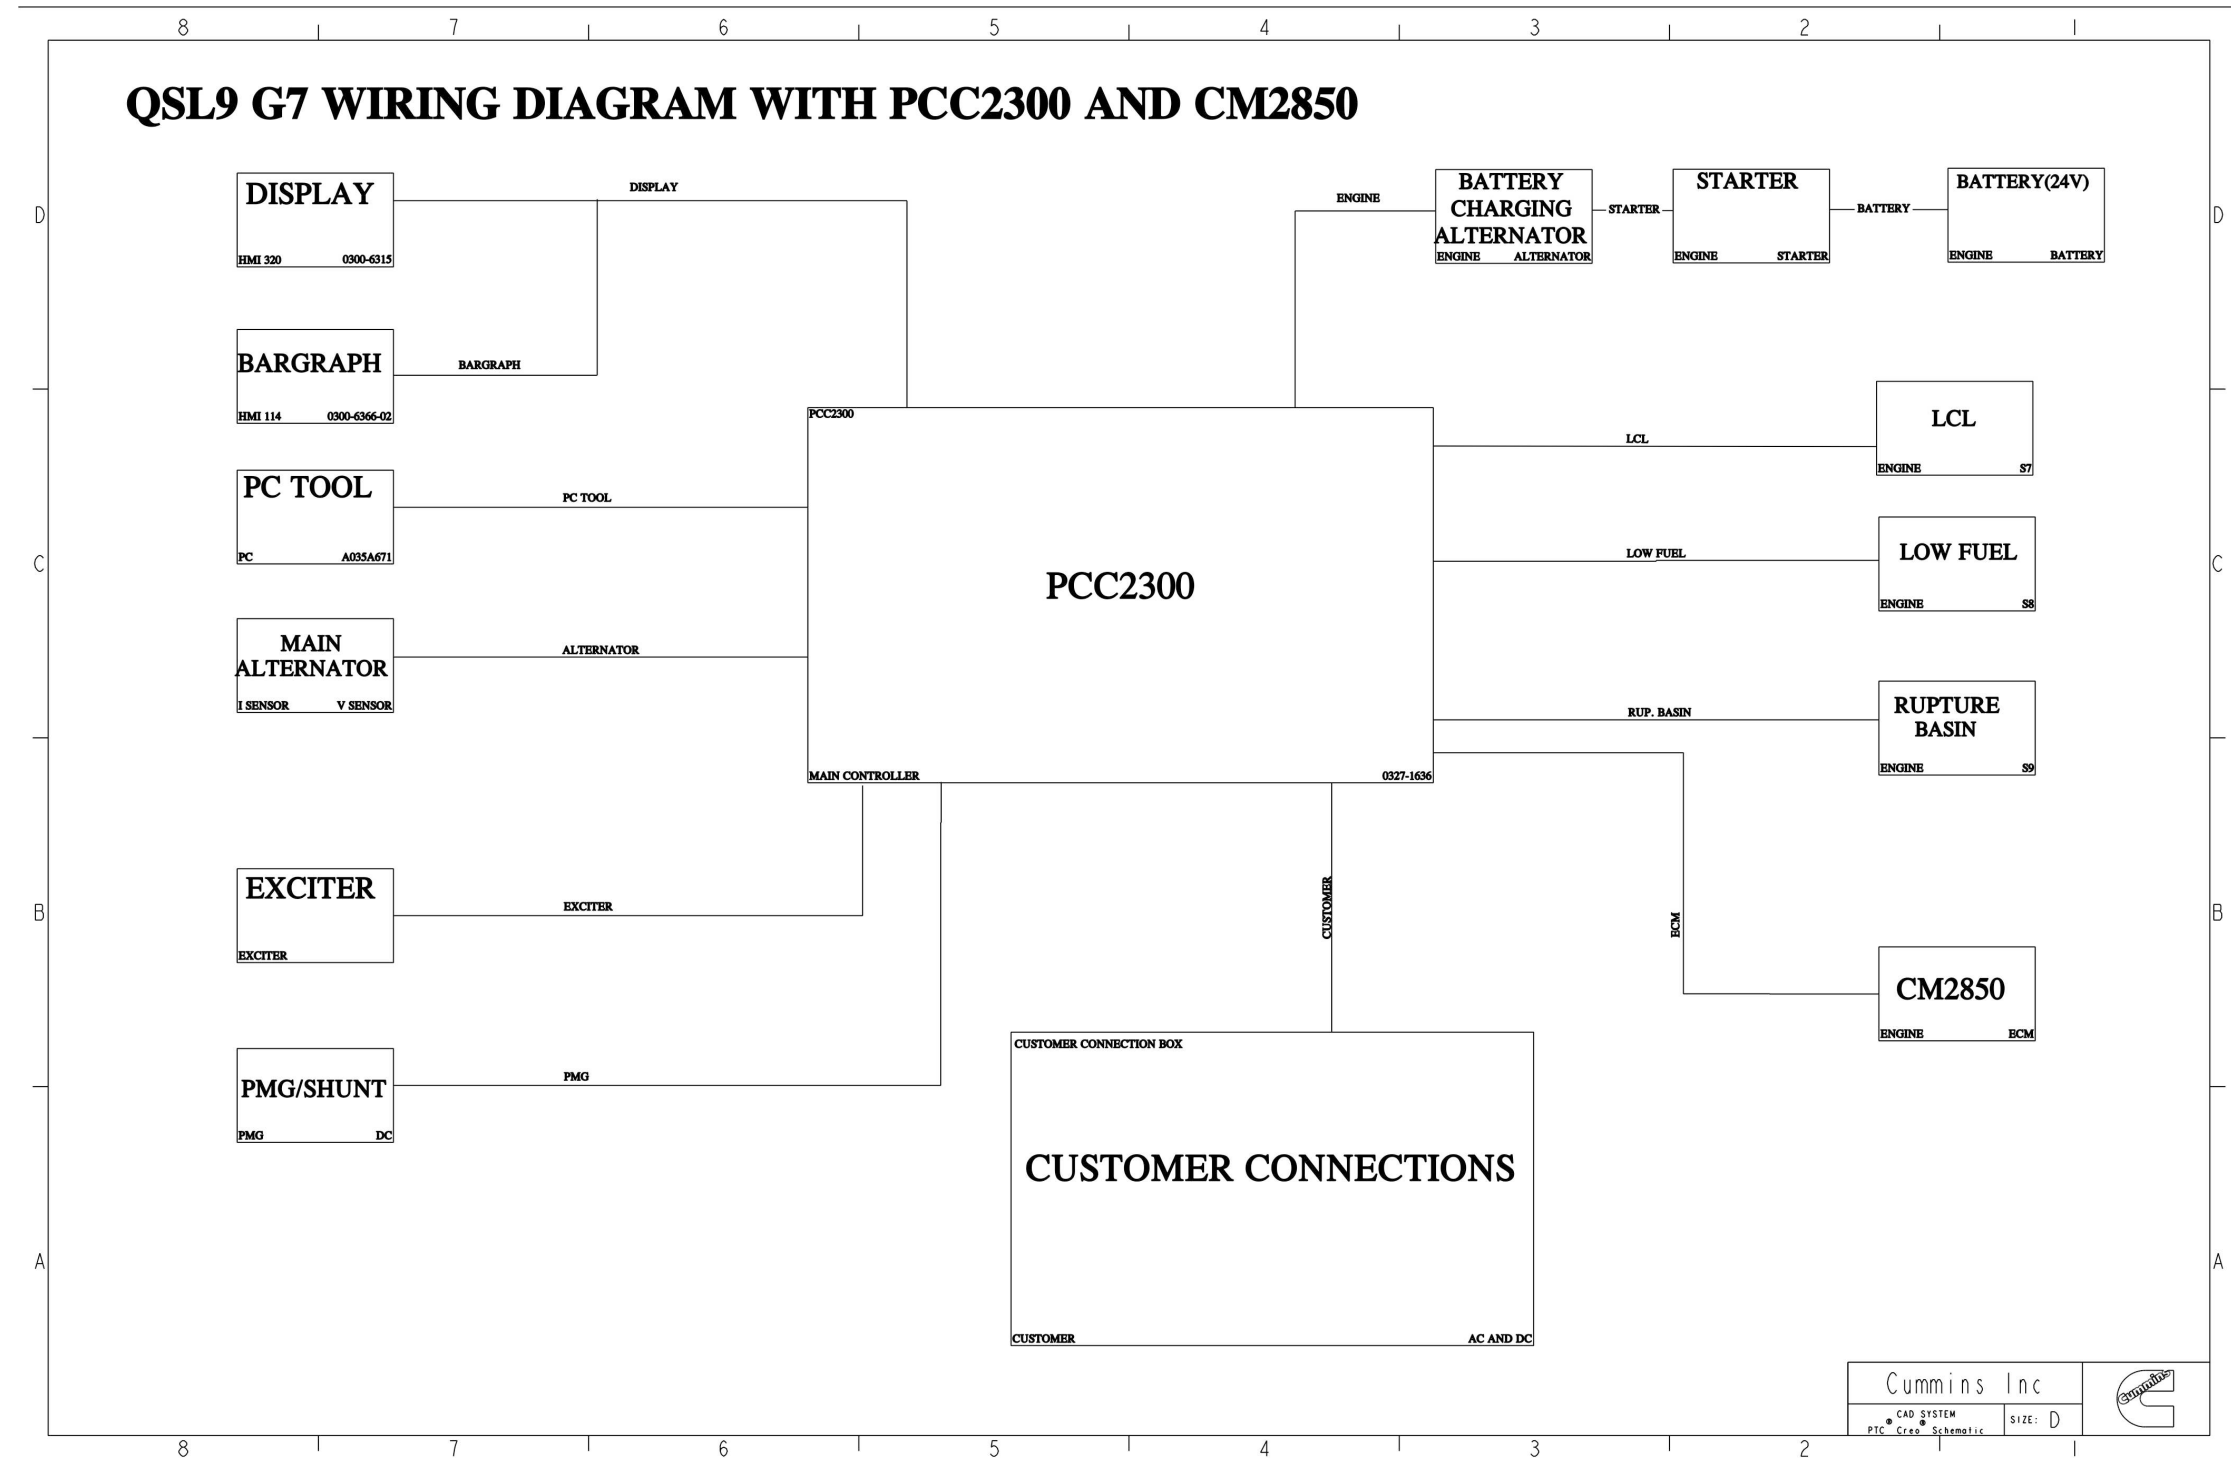 8 7 6 5 4 3 2 1
QSL9 G7 WIRING DIAGRAM WITH PCC2300 AND CM2850
D
D
DISPLAY
HMI 320 0300-6315
DISPLAY
ENGINE
BATTERY
CHARGING
ALTERNATOR
ENGINE ALTERNATOR
STARTER
STARTER
ENGINE STARTER
BATTERY
BATTERY(24V)
ENGINE BATTERY
BARGRAPH
HMI 114 0300-6366-02
BARGRAPH
PCC2300
PCC2300
MAIN CONTROLLER 0327-1636
LCL
LCL
ENGINE S7
PC TOOL
PC A035A671
PC TOOL
C
C
LOW FUEL
LOW FUEL
ENGINE S8
MAIN
ALTERNATOR
I SENSOR V SENSOR
ALTERNATOR
RUP. BASIN
RUPTURE
BASIN
ENGINE S9
EXCITER
EXCITER
EXCITER
B
B
CUSTOMER
ECM
CM2850
ENGINE ECM
PMG/SHUNT
PMG DC
PMG
CUSTOMER CONNECTION BOX
CUSTOMER CONNECTIONS
CUSTOMER AC AND DC
A
A
Cummins Inc
CAD SYSTEM
PTC® Creo® Schematic
SIZE: D
Cummins
8 7 6 5 4 3 2 1